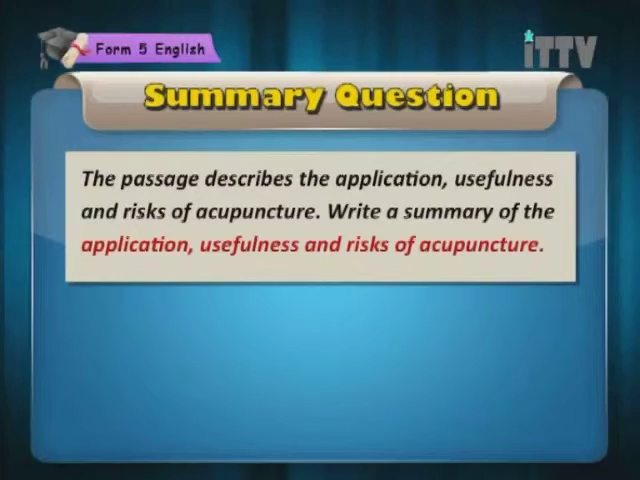 Form 5 English
iTTV
Summary Question
The passage describes the application, usefulness
and risks of acupuncture. Write a summary of the
application, usefulness and risks of acupuncture.